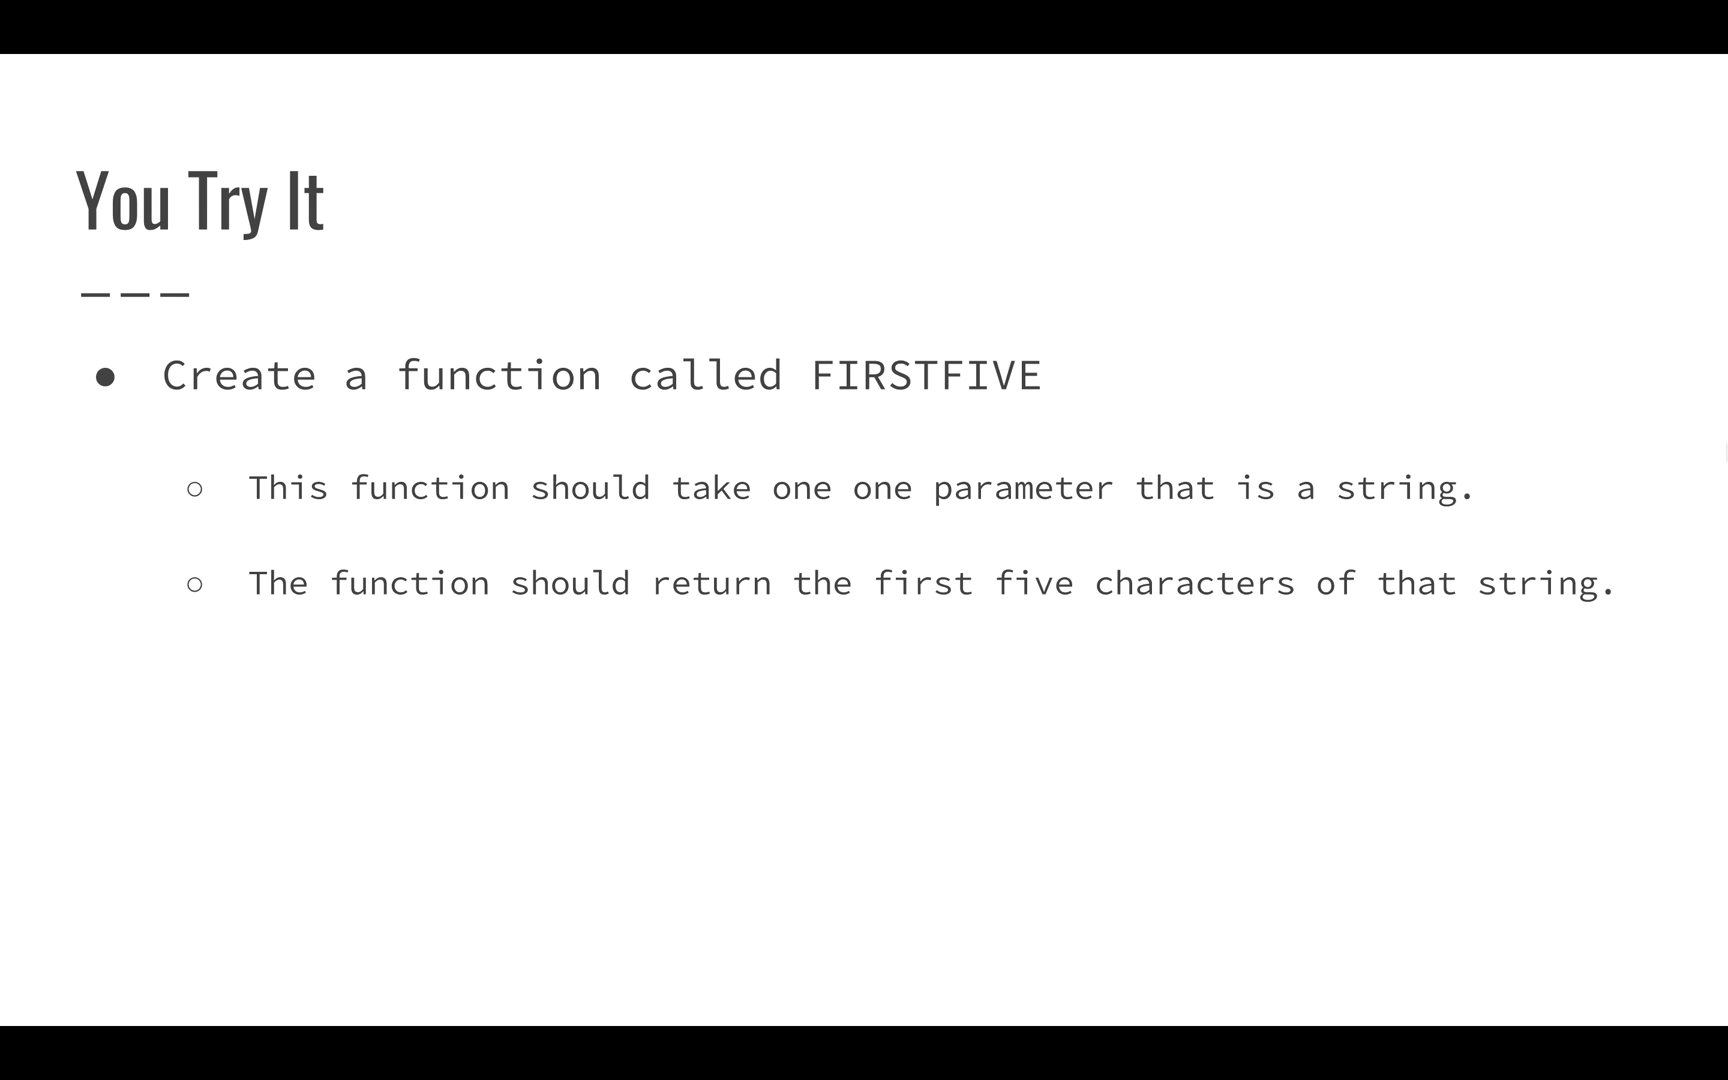 You Try It
———
● Create a function called FIRSTFIVE
○ This function should take one one parameter that is a string.
○ The function should return the first five characters of that string.